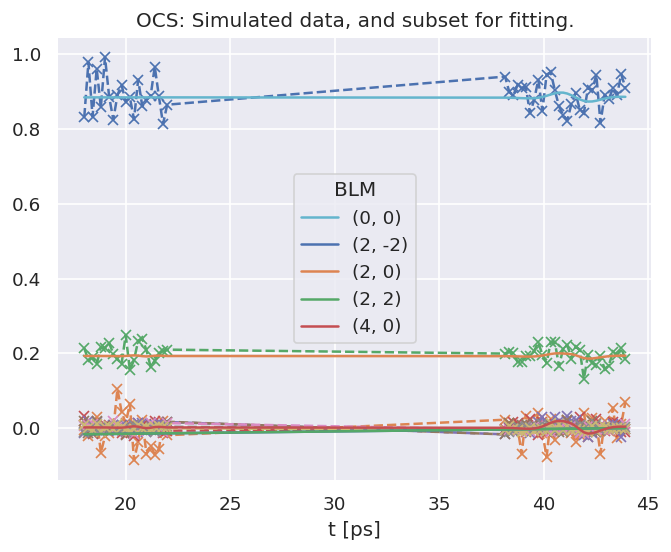 OCS: Simulated data, and subset for fitting.
1.0
0.8
0.6
0.4
0.2
0.0
BLM
(0, 0)
(2, -2)
(2, 0)
(2, 2)
(4, 0)
20 25 30 35 40 45
t [ps]